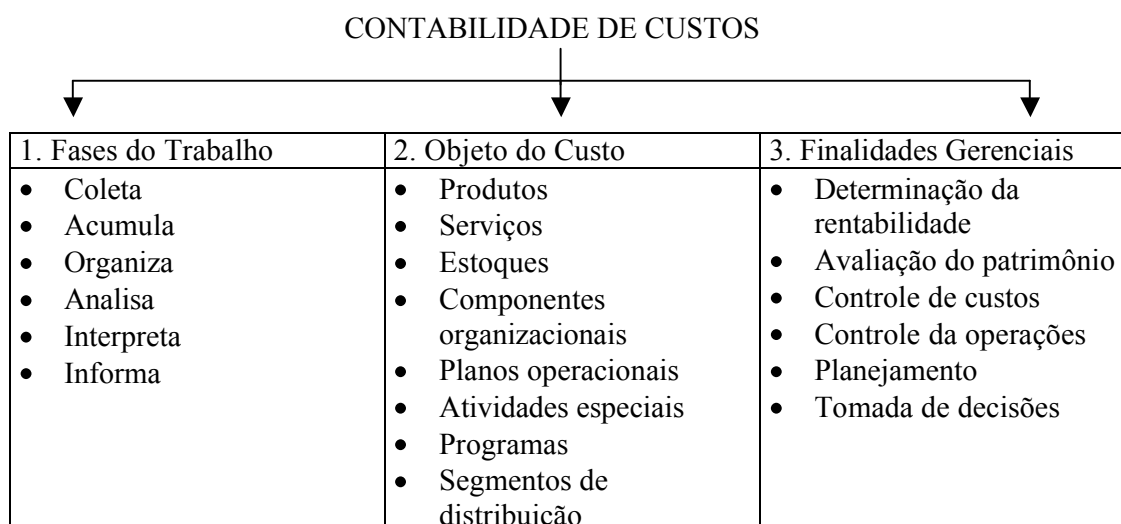 CONTABILIDADE DE CUSTOS
1. Fases do Trabalho
• Coleta
• Acumula
• Organiza
• Analisa
• Interpreta
• Informa
2. Objeto do Custo
• Produtos
• Serviços
• Estoques
• Componentes
organizacionais
• Planos operacionais
• Atividades especiais
• Programas
• Segmentos de
distribuição
3. Finalidades Gerenciais
• Determinação da
rentabilidade
• Avaliação do patrimônio
• Controle de custos
• Controle da operações
• Planejamento
• Tomada de decisões